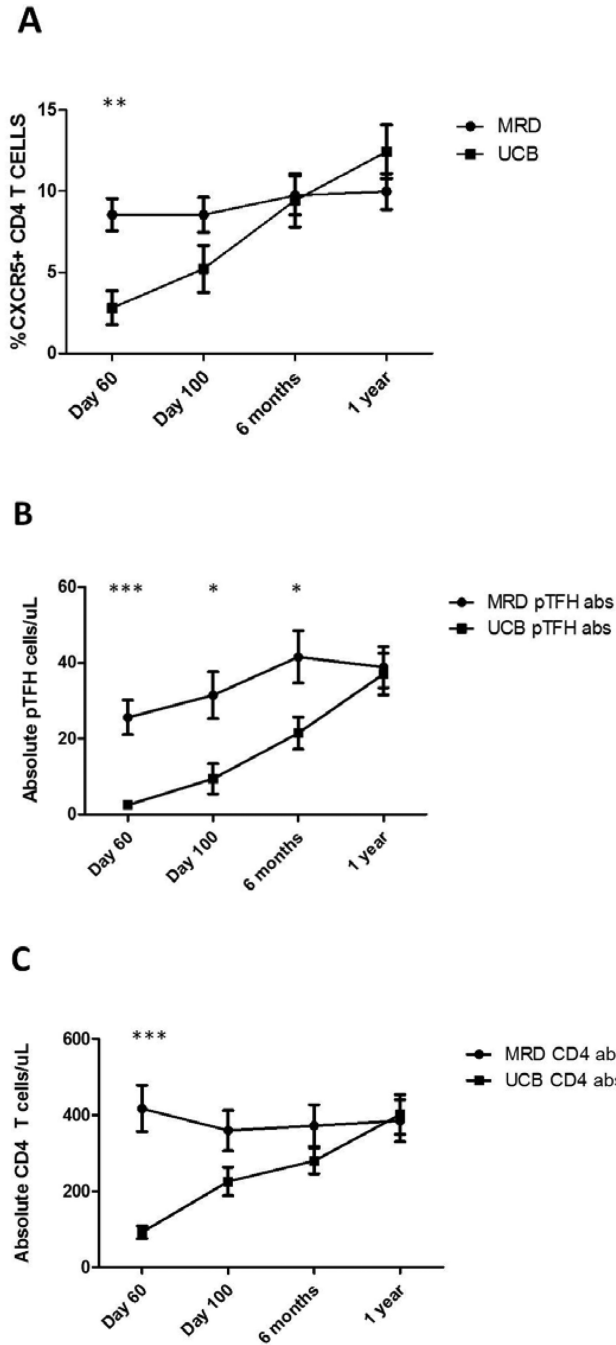 A
**
15
10
5
0
%CXCR5+ CD4 T CELLS
MRD
UCB
Day 60
Day 100
6 months
1 year
B
***
*
*
60
40
20
0
Absolute pTFH cells/uL
MRD pTFH abs
UCB pTFH abs
Day 60
Day 100
6 months
1 year
C
***
600
400
200
0
Absolute CD4 T cells/uL
MRD CD4 ab
UCB CD4 abs
Day 60
Day 100
6 months
1 year